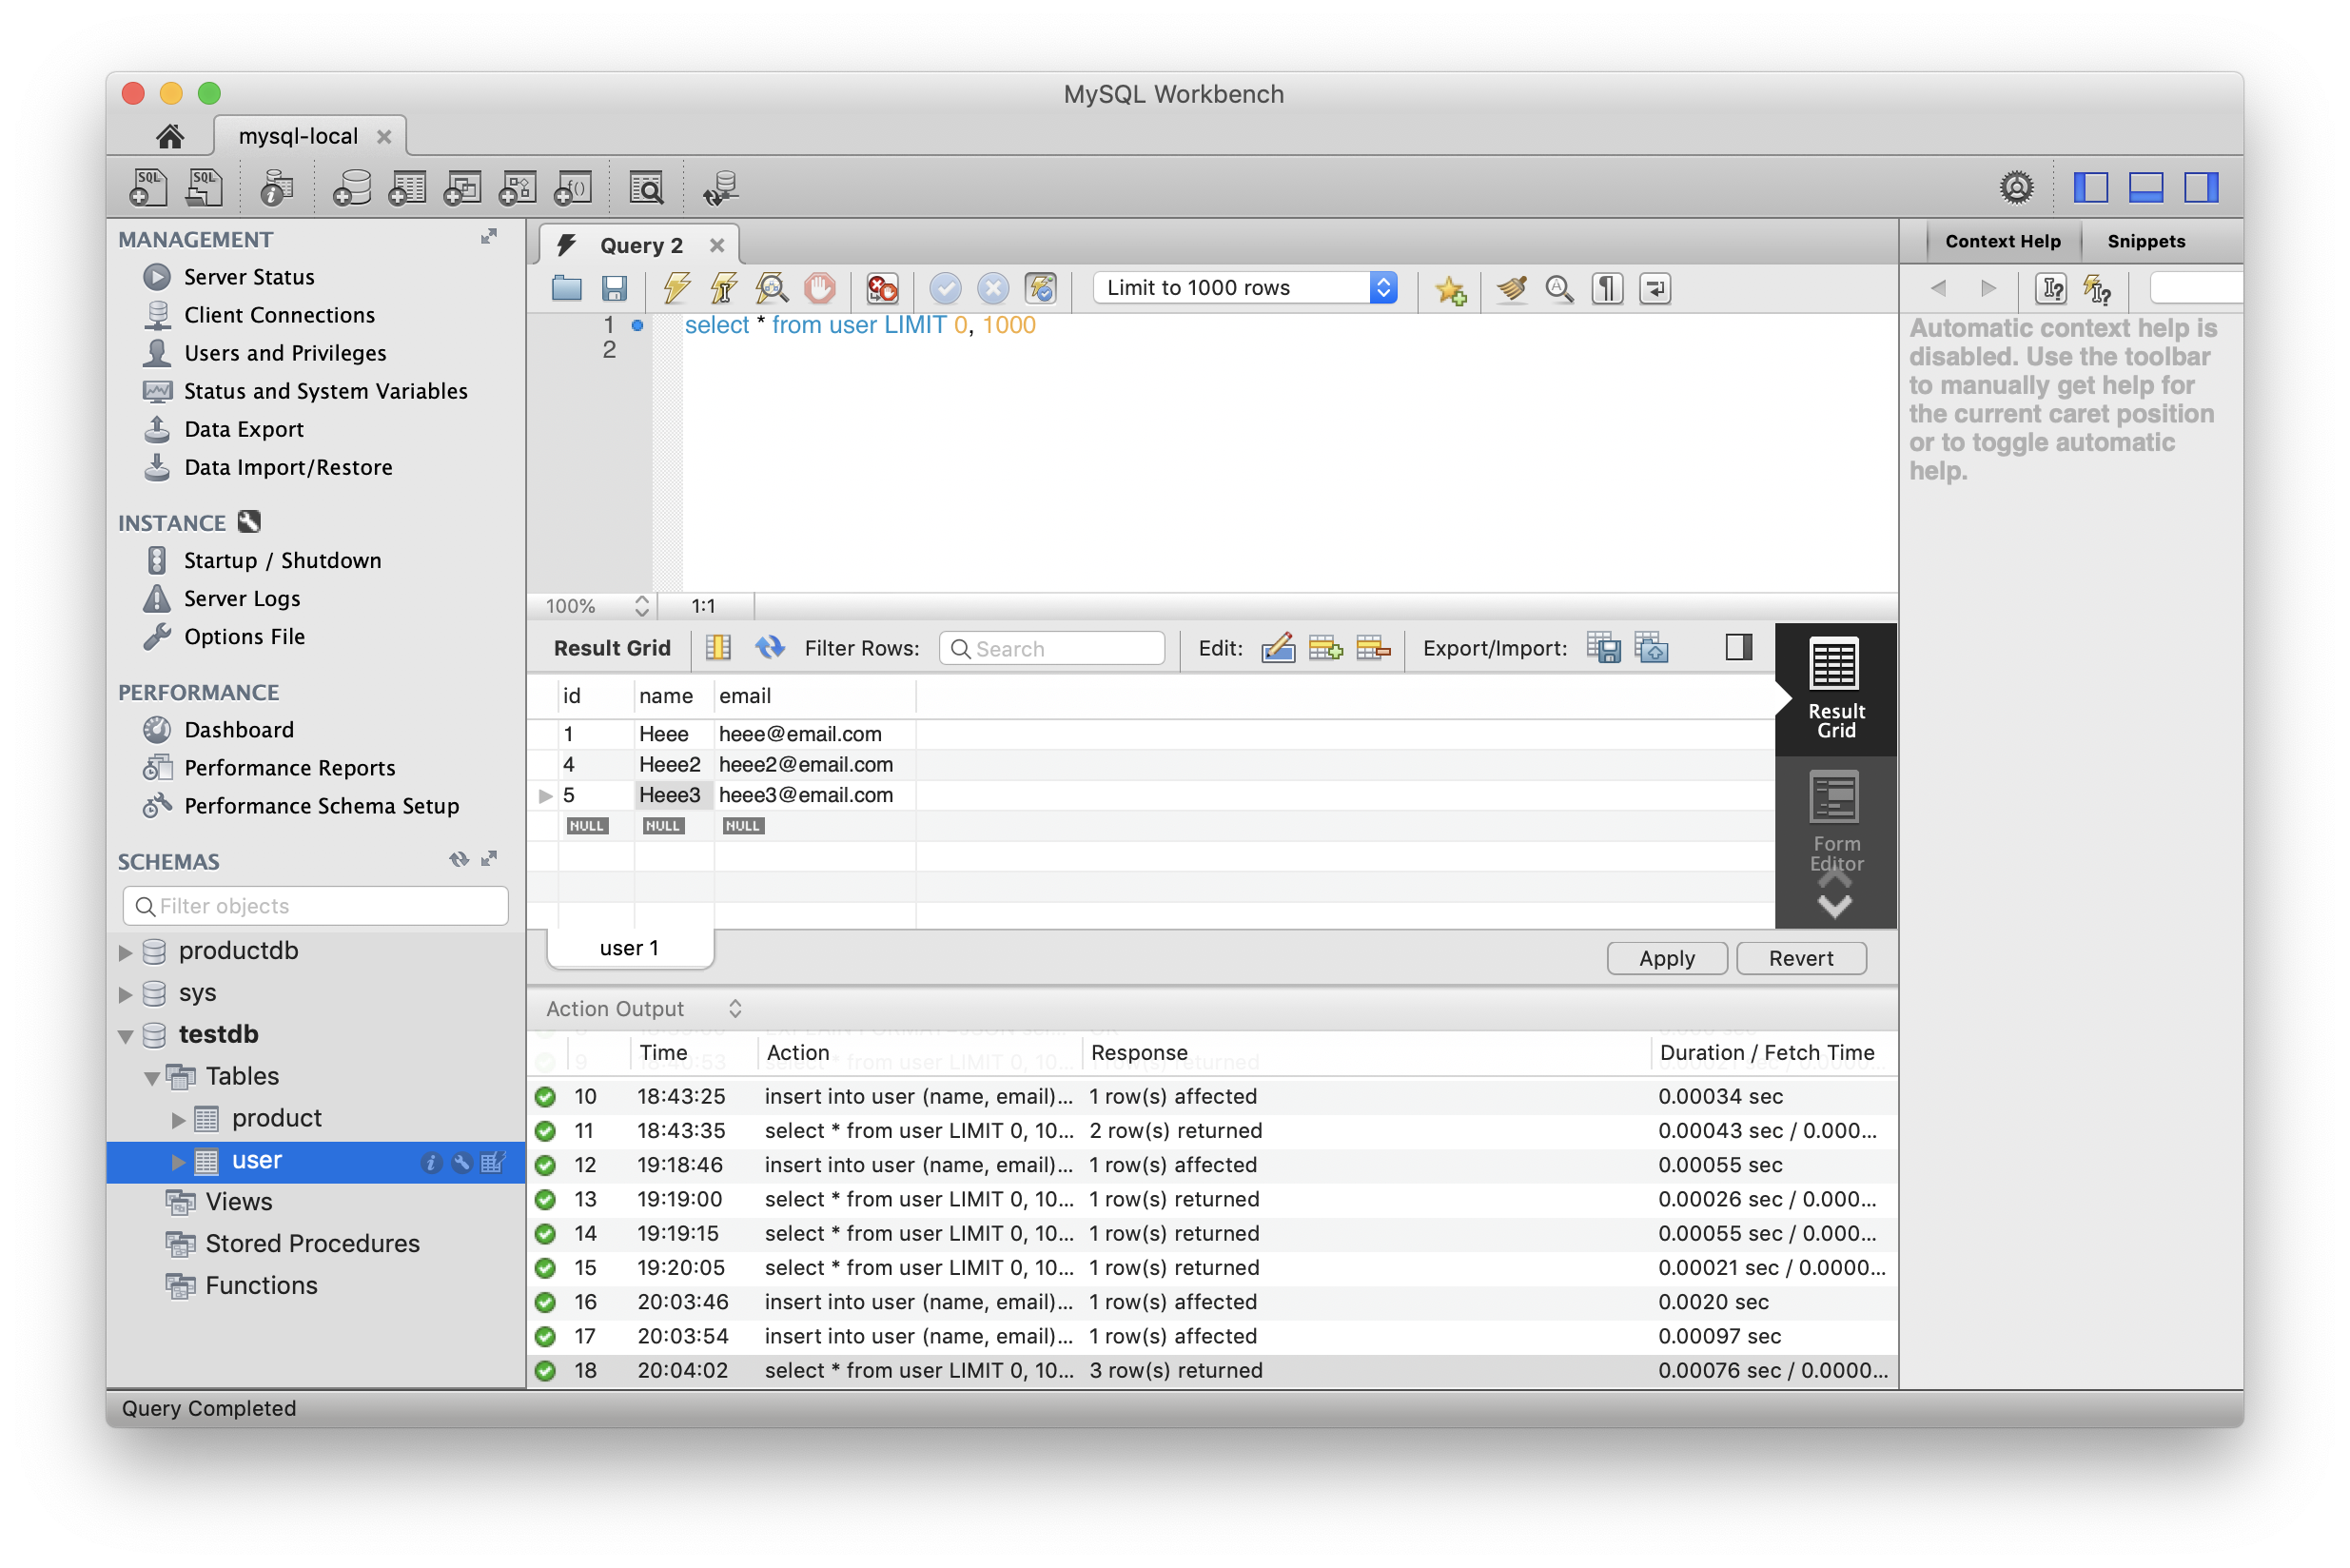 MySQL Workbench
mysql-local
MANAGEMENT
Server Status
Client Connections
Users and Privileges
Status and System Variables
Data Export
Data Import/Restore
INSTANCE
Startup / Shutdown
Server Logs
Options File
PERFORMANCE
Dashboard
Performance Reports
Performance Schema Setup
SCHEMAS
Filter objects
productdb
sys
testdb
Tables
product
user
Views
Stored Procedures
Functions
Query 2
Limit to 1000 rows
1 select * from user LIMIT 0, 1000
2
100% 1:1
Result Grid Filter Rows: Search Edit: Export/Import:
id name email
1 Heee heee@email.com
4 Heee2 heee2@email.com
5 Heee3 heee3@email.com
NULL NULL NULL
Result
Grid
Form
Editor
user 1 Apply Revert
Action Output
Time Action Response Duration / Fetch Time
10 18:43:25 insert into user (name, email)... 1 row(s) affected 0.00034 sec
11 18:43:35 select * from user LIMIT 0, 10... 2 row(s) returned 0.00043 sec / 0.000...
12 19:18:46 insert into user (name, email)... 1 row(s) affected 0.00055 sec
13 19:19:00 select * from user LIMIT 0, 10... 1 row(s) returned 0.00026 sec / 0.000...
14 19:19:15 select * from user LIMIT 0, 10... 1 row(s) returned 0.00055 sec / 0.000...
15 19:20:05 select * from user LIMIT 0, 10... 1 row(s) returned 0.00021 sec / 0.0000...
16 20:03:46 insert into user (name, email)... 1 row(s) affected 0.0020 sec
17 20:03:54 insert into user (name, email)... 1 row(s) affected 0.00097 sec
18 20:04:02 select * from user LIMIT 0, 10... 3 row(s) returned 0.00076 sec / 0.0000...
Context Help Snippets
Automatic context help is
disabled. Use the toolbar
to manually get help for
the current caret position
or to toggle automatic
help.
Query Completed